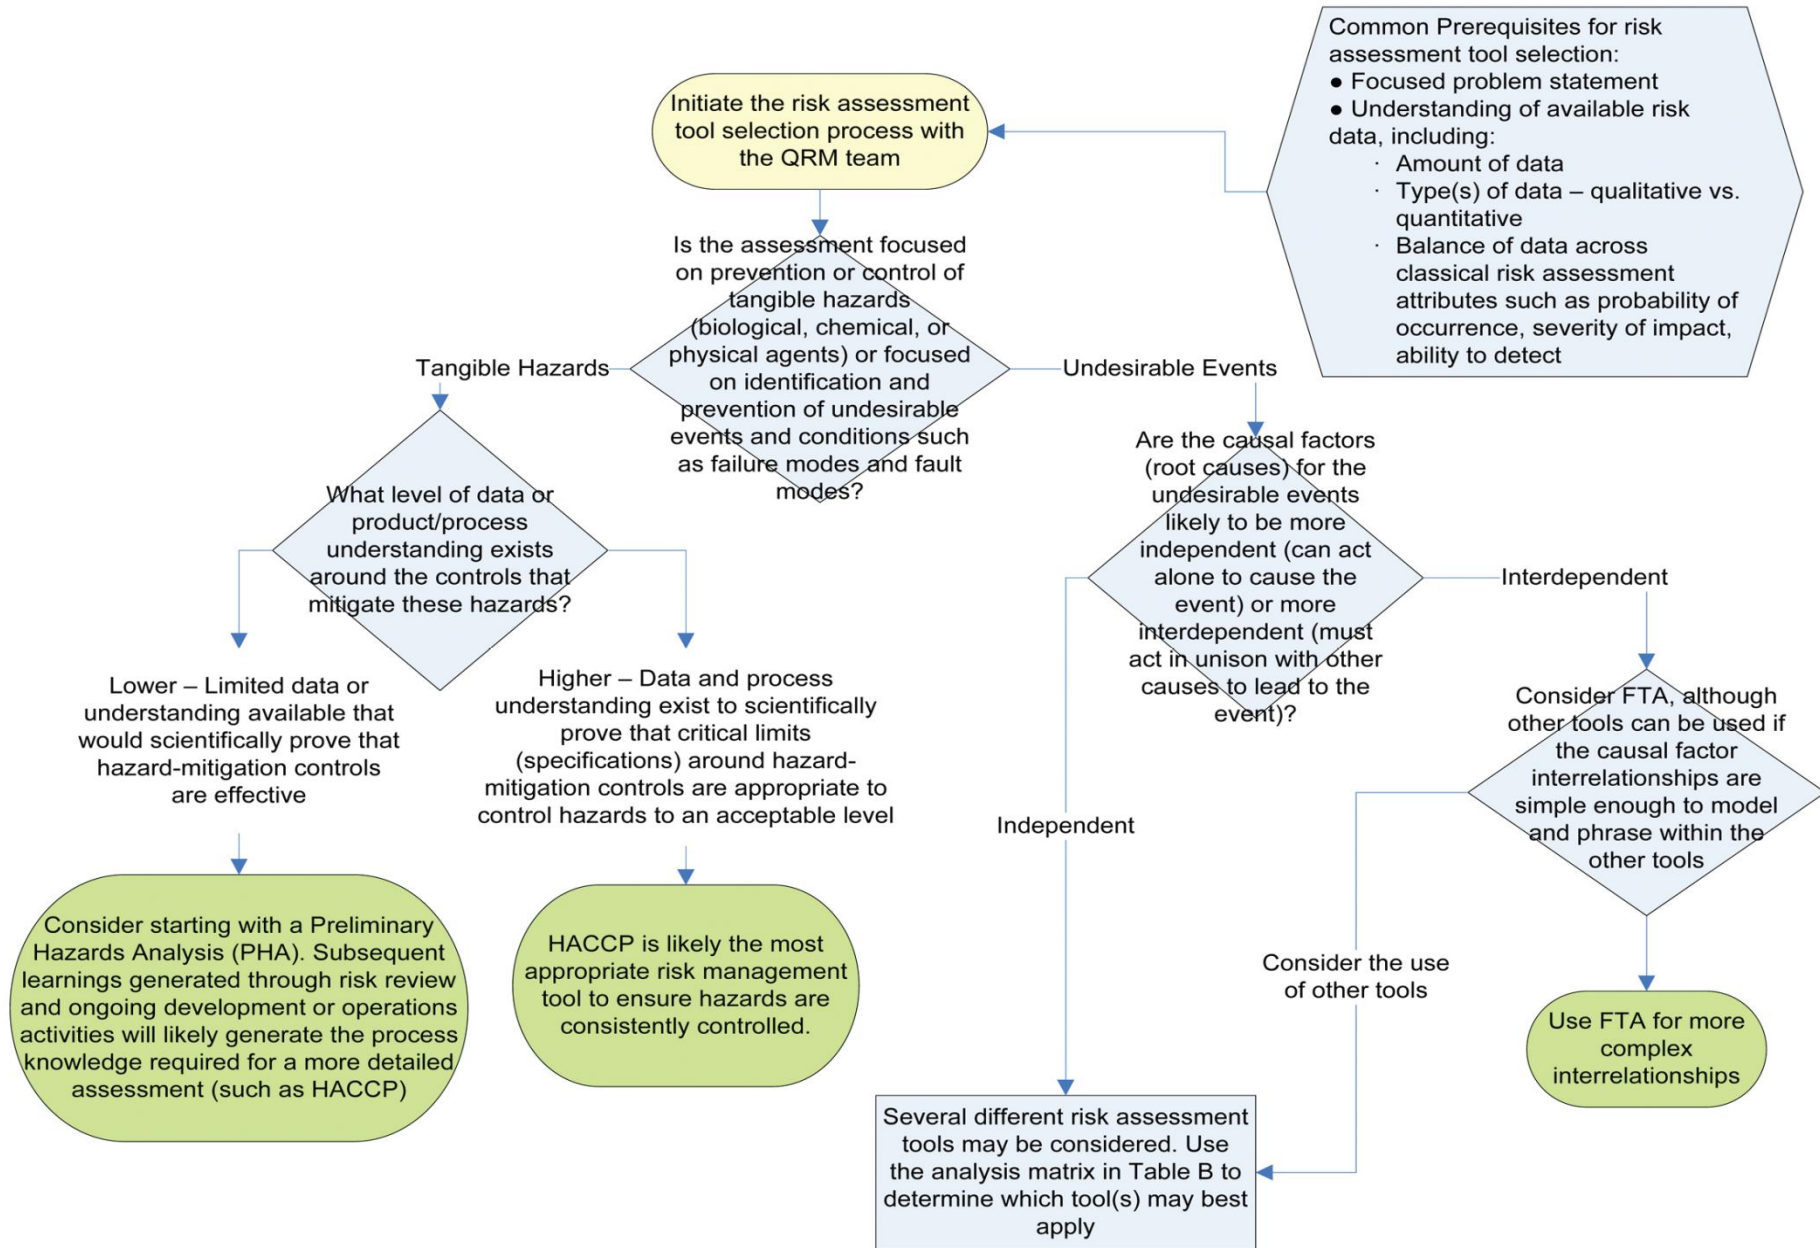 Common Prerequisites for risk
assessment tool selection:
● Focused problem statement
● Understanding of available risk
data, including:
· Amount of data
· Type(s) of data – qualitative vs.
quantitative
· Balance of data across
classical risk assessment
attributes such as probability of
occurrence, severity of impact,
ability to detect
Initiate the risk assessment
tool selection process with
the QRM team
Is the assessment focused
on prevention or control of
tangible hazards
(biological, chemical, or
physical agents) or focused
on identification and
prevention of undesirable
events and conditions such
as failure modes and fault
modes?
Tangible Hazards
Undesirable Events
What level of data or
product/process
understanding exists
around the controls that
mitigate these hazards?
Are the causal factors
(root causes) for the
undesirable events
likely to be more
independent (can act
alone to cause the
event) or more
interdependent (must
act in unison with other
causes to lead to the
event)?
Interdependent
Lower – Limited data or
understanding available that
would scientifically prove that
hazard-mitigation controls
are effective
Higher – Data and process
understanding exist to scientifically
prove that critical limits
(specifications) around hazard-
mitigation controls are appropriate to
control hazards to an acceptable level
Independent
Consider FTA, although
other tools can be used if
the causal factor
interrelationships are
simple enough to model
and phrase within the
other tools
Consider starting with a Preliminary
Hazards Analysis (PHA). Subsequent
learnings generated through risk review
and ongoing development or operations
activities will likely generate the process
knowledge required for a more detailed
assessment (such as HACCP)
HACCP is likely the most
appropriate risk management
tool to ensure hazards are
consistently controlled.
Consider the use
of other tools
Use FTA for more
complex
interrelationships
Several different risk assessment
tools may be considered. Use
the analysis matrix in Table B to
determine which tool(s) may best
apply